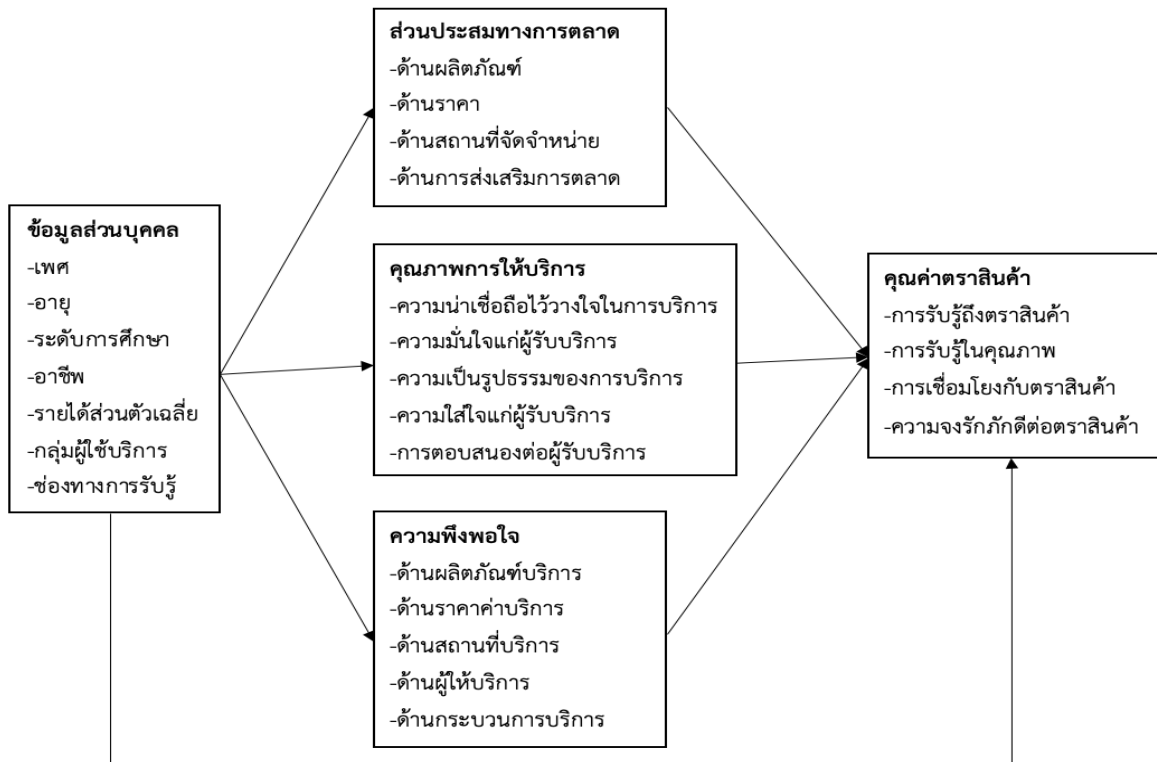 ส่วนประสมทางการตลาด
-ด้านผลิตภัณฑ์
-ด้านราคา
-ด้านสถานที่จัดจำหน่าย
-ด้านการส่งเสริมการตลาด
ข้อมูลส่วนบุคคล
-เพศ
-อายุ
-ระดับการศึกษา
-อาชีพ
-รายได้ส่วนตัวเฉลี่ย
-กลุ่มผู้ใช้บริการ
-ช่องทางการรับรู้
คุณภาพการให้บริการ
-ความน่าเชื่อถือไว้วางใจในการบริการ
-ความมั่นใจแก่ผู้รับบริการ
-ความเป็นรูปธรรมของการบริการ
-ความใส่ใจแก่ผู้รับบริการ
-การตอบสนองต่อผู้รับบริการ
ความพึงพอใจ
-ด้านผลิตภัณฑ์บริการ
-ด้านราคาค่าบริการ
-ด้านสถานที่บริการ
-ด้านผู้ให้บริการ
-ด้านกระบวนการบริการ
คุณค่าตราสินค้า
-การรับรู้ถึงตราสินค้า
-การรับรู้ในคุณภาพ
-การเชื่อมโยงกับตราสินค้า
-ความจงรักภักดีต่อตราสินค้า